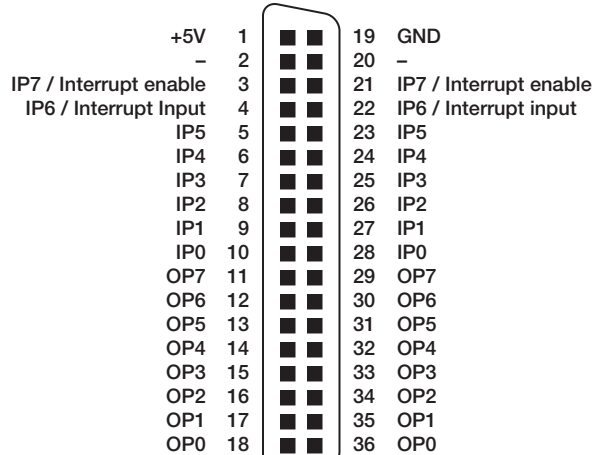 +5V 1 19 GND
– 2 20 –
IP7 / Interrupt enable 3 21 IP7 / Interrupt enable
IP6 / Interrupt Input 4 22 IP6 / Interrupt input
IP5 5 23 IP5
IP4 6 24 IP4
IP3 7 25 IP3
IP2 8 26 IP2
IP1 9 27 IP1
IP0 10 28 IP0
OP7 11 29 OP7
OP6 12 30 OP6
OP5 13 31 OP5
OP4 14 32 OP4
OP3 15 33 OP3
OP2 16 34 OP2
OP1 17 35 OP1
OP0 18 36 OP0